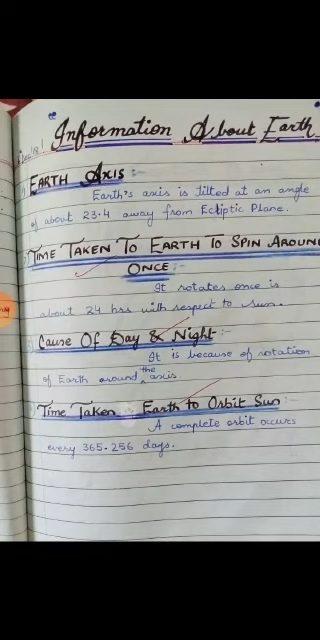 Information About Earth
EARTH AXIS :-
Earth's axis is tilted at an angle
of about 23.4 away from Ecliptic Plane.
TIME TAKEN TO EARTH TO SPIN AROUND
ONCE :-
It rotates once is
about 24 hrs with respect to sun.
Cause Of Day & Night :-
It is because of rotation
of Earth around the axis
Time Taken Earth to Orbit Sun :-
A complete orbit occurs
every 365.256 days.